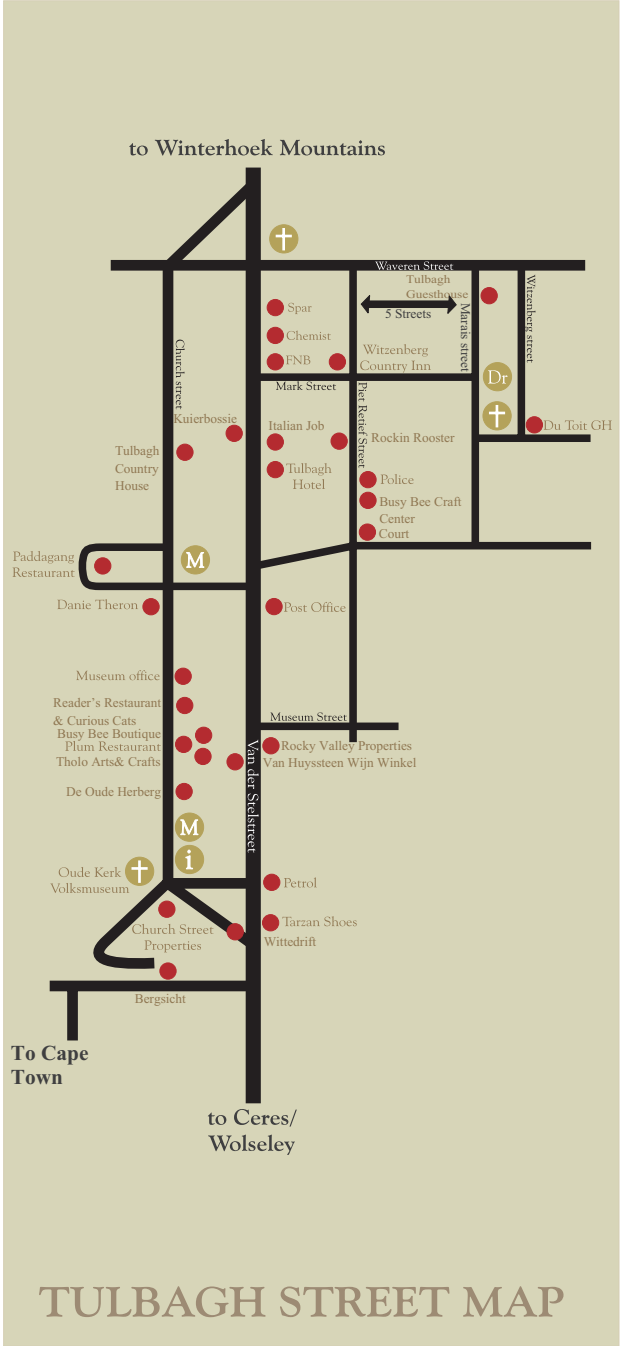 to Winterhoek Mountains
Waveren Street
Tulbagh
Guesthouse
5 Streets
Spar
Chemist
FNB
Witzenberg
Country Inn
Mark Street
Church street
Piet Retief Street
Marais street
Witzenberg street
Dr
Du Toit GH
Kuierbossie
Italian Job
Rockin Rooster
Tulbagh
Country
House
Tulbagh
Hotel
Police
Busy Bee Craft
Center
Court
M
Paddagang
Restaurant
Danie Theron
Post Office
Museum office
Reader's Restaurant
& Curious Cats
Busy Bee Boutique
Plum Restaurant
Tholo Arts& Crafts
Museum Street
Rocky Valley Properties
Van Huyssteen Wijn Winkel
Van der Stelstreet
De Oude Herberg
M
i
Oude Kerk
Volksmuseum
Petrol
Church Street
Properties
Tarzan Shoes
Wittedrift
Bergsicht
To Cape
Town
to Ceres/
Wolseley
TULBAGH STREET MAP